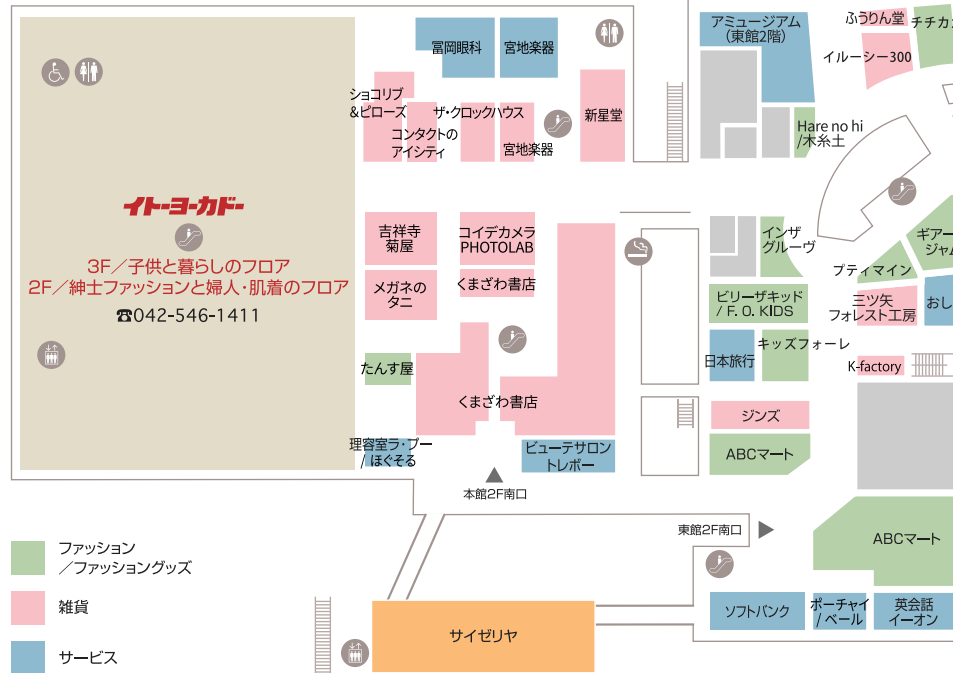 冨岡眼科
宮地楽器
アミュージアム
（東館2階）
ふうりん堂
チチカ
イルーシー300
ショコリブ
＆ピローズ
コンタクトの
アイシティ
ザ・クロックハウス
宮地楽器
新星堂
Hare no hi
/木糸土
イトーヨーカドー
3F／子供と暮らしのフロア
2F／紳士ファッションと婦人・肌着のフロア
☎042-546-1411
吉祥寺
菊屋
コイデカメラ
PHOTOLAB
くまざわ書店
メガネの
タニ
インザ
グルーヴ
ギアー
ジャム
プティマイン
ビリーザキッド
/ F. O. KIDS
三ツ矢
フォレスト工房
おし
たんす屋
くまざわ書店
日本旅行
キッズフォーレ
K-factory
ジンズ
ABCマート
理容室ラ・プー
/ ほぐそる
ビューテサロン
トレボー
本館2F南口
東館2F南口
ABCマート
ファッション
／ファッショングッズ
雑貨
サービス
サイゼリヤ
ソフトバンク
ポーチャイ
/ ベール
英会話
イーオン